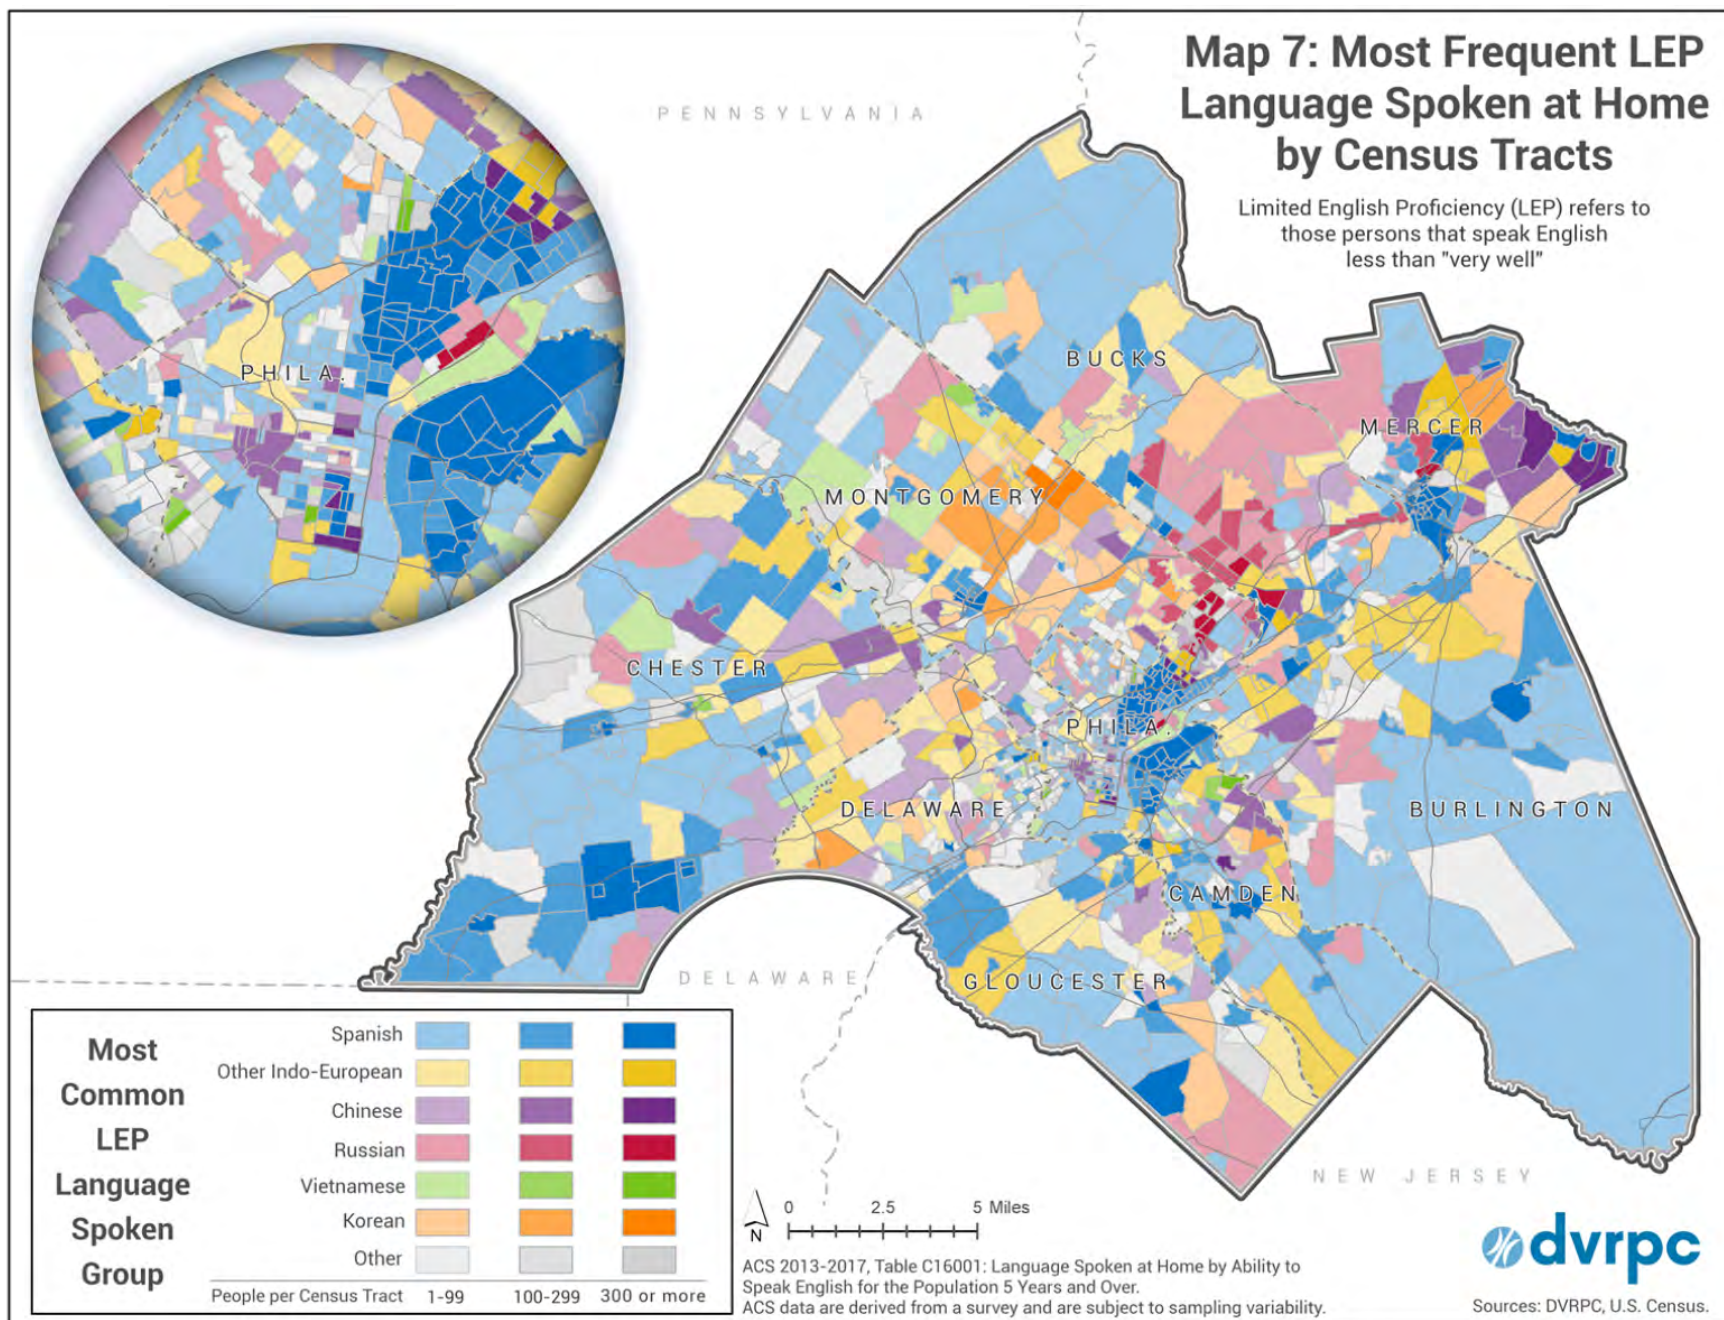 Map 7: Most Frequent LEP
Language Spoken at Home
by Census Tracts
Limited English Proficiency (LEP) refers to
those persons that speak English
less than "very well"
PENNSYLVANIA
BUCKS
MERCER
MONTGOMERY
PHILA.
CHESTER
PHILA.
DELAWARE
BURLINGTON
CAMDEN
GLOUCESTER
DELAWARE
NEW JERSEY
Most
Common
LEP
Language
Spoken
Group
Spanish
Other Indo-European
Chinese
Russian
Vietnamese
Korean
Other
People per Census Tract 1-99 100-299 300 or more
N
0 2.5 5 Miles
ACS 2013-2017, Table C16001: Language Spoken at Home by Ability to
Speak English for the Population 5 Years and Over.
ACS data are derived from a survey and are subject to sampling variability.
dvrpc
Sources: DVRPC, U.S. Census.